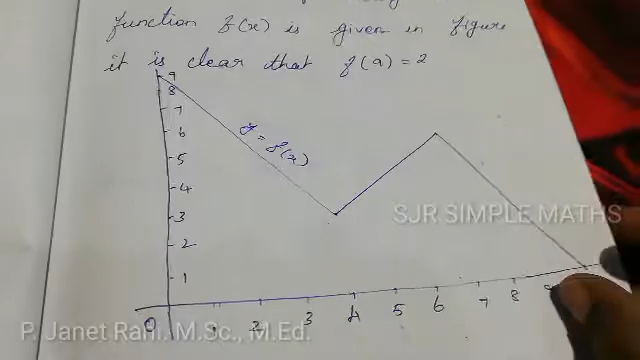 function f(x) is given in figure
it is clear that f(9) = 2
9
8
7
6
5
4
3
2
1
y = f(x)
SJR SIMPLE MATHS
0 2 3 4 5 6 7 8
P. Janet Rani. M.Sc., M.Ed.